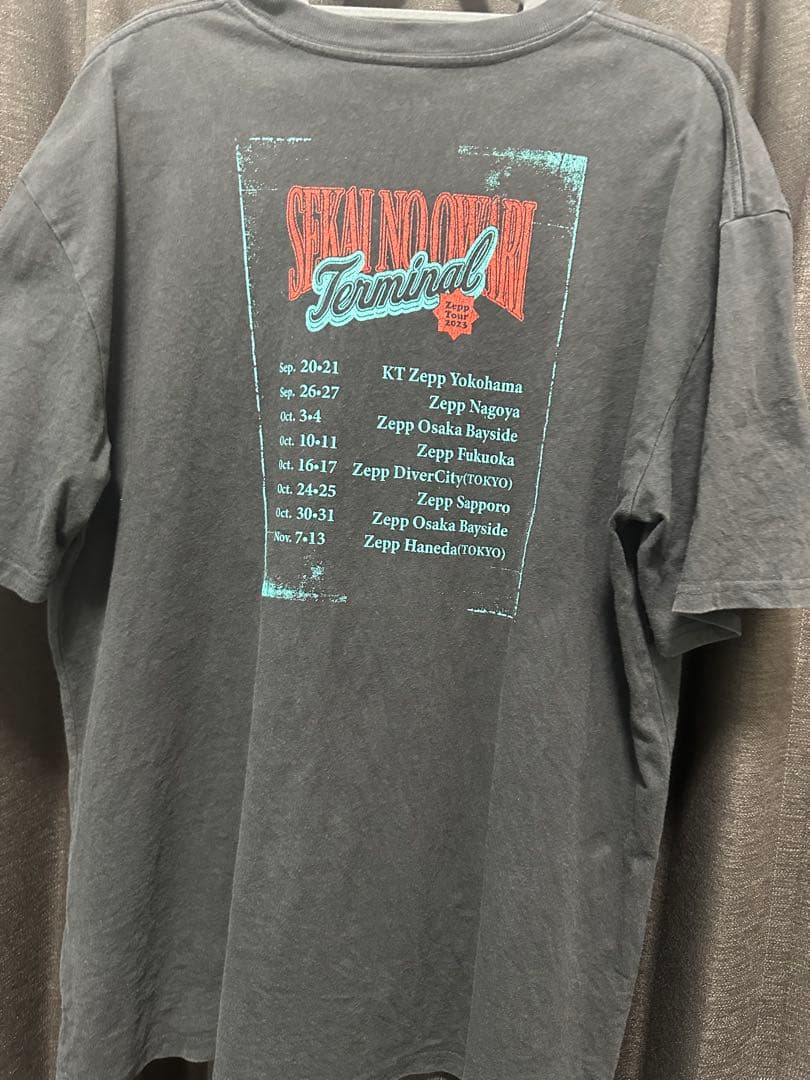 SEKAI NO OWARI
Terminal
Zepp
Tour
2023
Sep. 20•21 KT Zepp Yokohama
Sep. 26•27 Zepp Nagoya
Oct. 3•4 Zepp Osaka Bayside
Oct. 10•11 Zepp Fukuoka
Oct. 16•17 Zepp DiverCity(TOKYO)
Oct. 24•25 Zepp Sapporo
Oct. 30•31 Zepp Osaka Bayside
Nov. 7•13 Zepp Haneda(TOKYO)